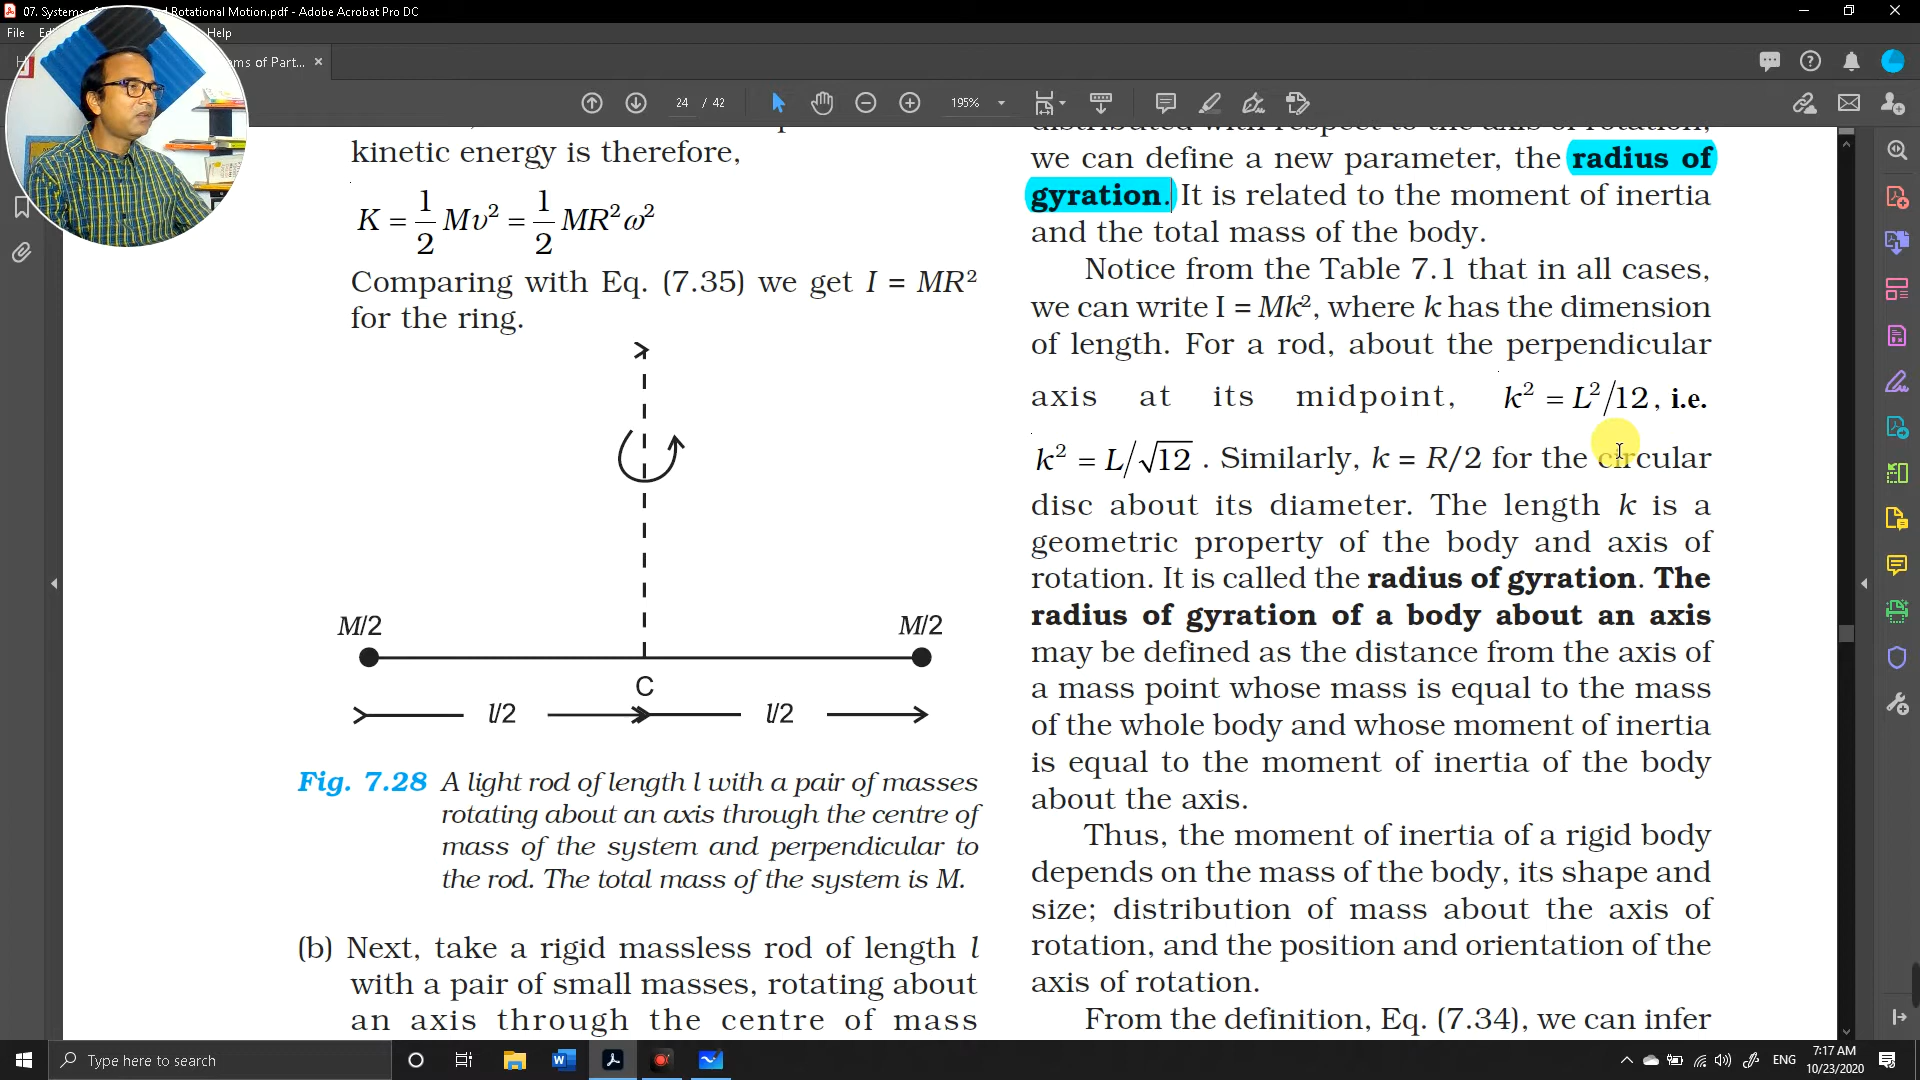 07. Systems of
d Rotational Motion.pdf - Adobe Acrobat Pro DC
File
Help
ms of Part...
24 / 42
195%
kinetic energy is therefore,
K = 1/2 Mυ² = 1/2 MR²ω²
Comparing with Eq. (7.35) we get I = MR²
for the ring.
M/2
M/2
C
l/2
l/2
Fig. 7.28 A light rod of length l with a pair of masses
rotating about an axis through the centre of
mass of the system and perpendicular to
the rod. The total mass of the system is M.
(b) Next, take a rigid massless rod of length l
with a pair of small masses, rotating about
an axis through the centre of mass
distributed with respect to the axis of rotation,
we can define a new parameter, the radius of
gyration. It is related to the moment of inertia
and the total mass of the body.
Notice from the Table 7.1 that in all cases,
we can write I = Mk², where k has the dimension
of length. For a rod, about the perpendicular
axis at its midpoint, k² = L²/12, i.e.
k² = L/√12 . Similarly, k = R/2 for the circular
disc about its diameter. The length k is a
geometric property of the body and axis of
rotation. It is called the radius of gyration. The
radius of gyration of a body about an axis
may be defined as the distance from the axis of
a mass point whose mass is equal to the mass
of the whole body and whose moment of inertia
is equal to the moment of inertia of the body
about the axis.
Thus, the moment of inertia of a rigid body
depends on the mass of the body, its shape and
size; distribution of mass about the axis of
rotation, and the position and orientation of the
axis of rotation.
From the definition, Eq. (7.34), we can infer
Type here to search
ENG
7:17 AM
10/23/2020